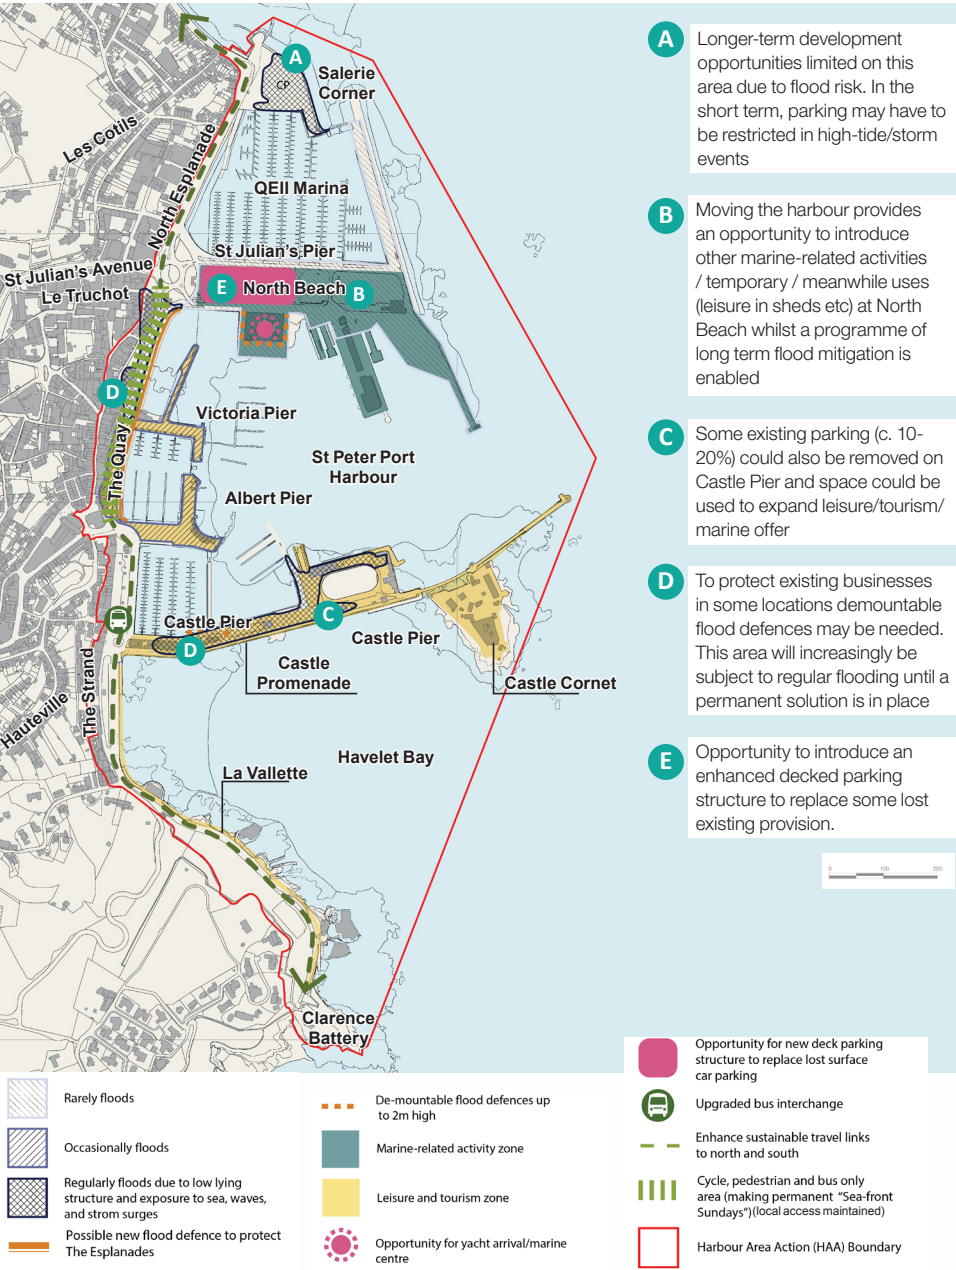 A
Longer-term development
opportunities limited on this
area due to flood risk. In the
short term, parking may have to
be restricted in high-tide/storm
events
B
Moving the harbour provides
an opportunity to introduce
other marine-related activities
/ temporary / meanwhile uses
(leisure in sheds etc) at North
Beach whilst a programme of
long term flood mitigation is
enabled
C
Some existing parking (c. 10-
20%) could also be removed on
Castle Pier and space could be
used to expand leisure/tourism/
marine offer
D
To protect existing businesses
in some locations demountable
flood defences may be needed.
This area will increasingly be
subject to regular flooding until a
permanent solution is in place
E
Opportunity to introduce an
enhanced decked parking
structure to replace some lost
existing provision.
0 100 200
A
CP
Salerie
Corner
Les Cotils
North Esplanade
QEII Marina
St Julian's Pier
St Julian's Avenue
Le Truchot
E
North Beach
B
D
Victoria Pier
The Quay
St Peter Port
Harbour
Albert Pier
Castle Pier
C
D
Castle Pier
Castle
Promenade
Castle Cornet
The Strand
Hauteville
Havelet Bay
La Vallette
Clarence
Battery
Rarely floods
Occasionally floods
Regularly floods due to low lying
structure and exposure to sea, waves,
and strom surges
Possible new flood defence to protect
The Esplanades
De-mountable flood defences up
to 2m high
Marine-related activity zone
Leisure and tourism zone
Opportunity for yacht arrival/marine
centre
Opportunity for new deck parking
structure to replace lost surface
car parking
Upgraded bus interchange
Enhance sustainable travel links
to north and south
Cycle, pedestrian and bus only
area (making permanent "Sea-front
Sundays")(local access maintained)
Harbour Area Action (HAA) Boundary